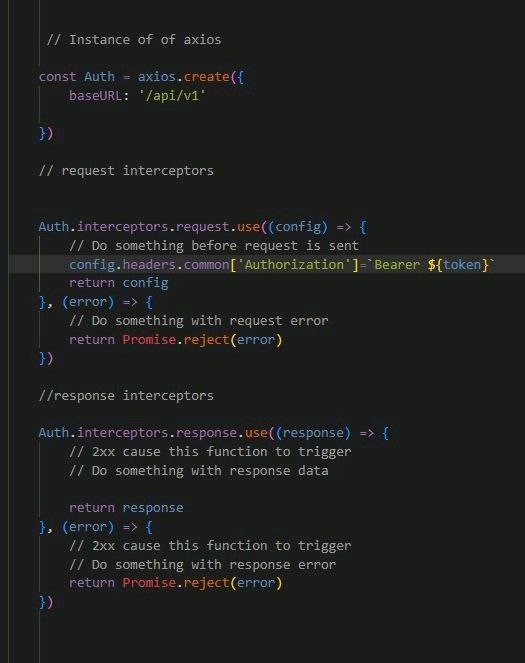 // Instance of of axios
const Auth = axios.create({
baseURL: '/api/v1'
})
// request interceptors
Auth.interceptors.request.use((config) => {
// Do something before request is sent
config.headers.common['Authorization']=`Bearer ${token}`
return config
}, (error) => {
// Do something with request error
return Promise.reject(error)
})
//response interceptors
Auth.interceptors.response.use((response) => {
// 2xx cause this function to trigger
// Do something with response data
return response
}, (error) => {
// 2xx cause this function to trigger
// Do something with response error
return Promise.reject(error)
})